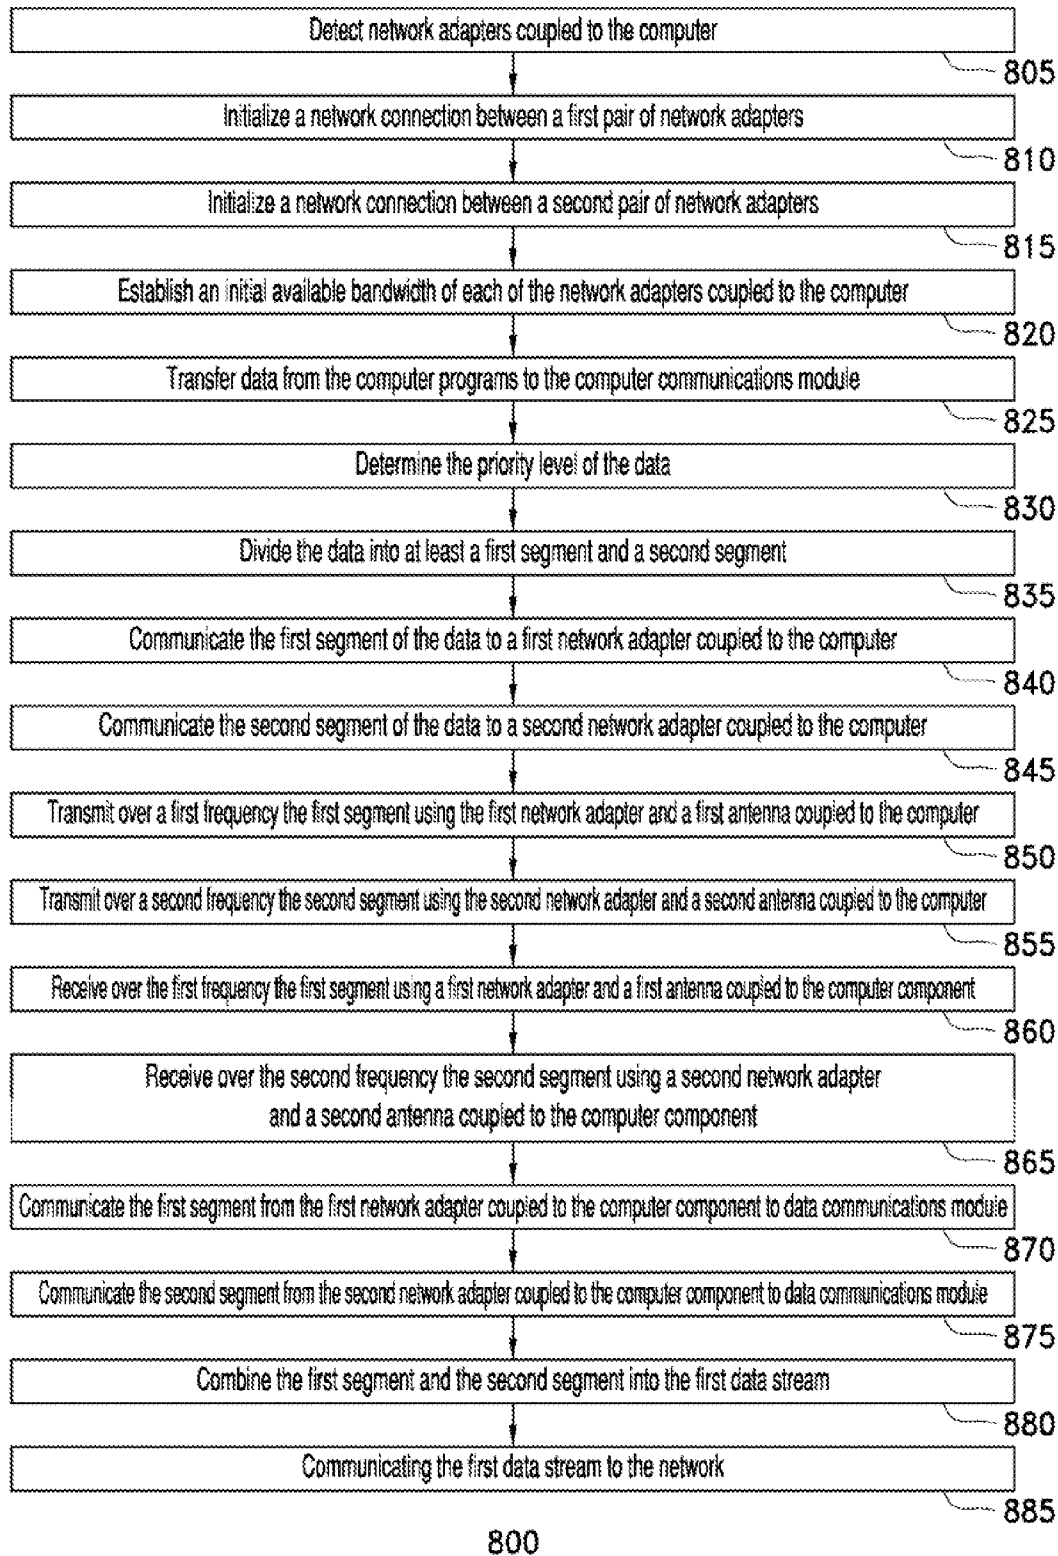 Detect network adapters coupled to the computer
805
Initialize a network connection between a first pair of network adapters
810
Initialize a network connection between a second pair of network adapters
815
Establish an initial available bandwidth of each of the network adapters coupled to the computer
820
Transfer data from the computer programs to the computer communications module
825
Determine the priority level of the data
830
Divide the data into at least a first segment and a second segment
835
Communicate the first segment of the data to a first network adapter coupled to the computer
840
Communicate the second segment of the data to a second network adapter coupled to the computer
845
Transmit over a first frequency the first segment using the first network adapter and a first antenna coupled to the computer
850
Transmit over a second frequency the second segment using the second network adapter and a second antenna coupled to the computer
855
Receive over the first frequency the first segment using a first network adapter and a first antenna coupled to the computer component
860
Receive over the second frequency the second segment using a second network adapter
and a second antenna coupled to the computer component
865
Communicate the first segment from the first network adapter coupled to the computer component to data communications module
870
Communicate the second segment from the second network adapter coupled to the computer component to data communications module
875
Combine the first segment and the second segment into the first data stream
880
Communicating the first data stream to the network
885
800